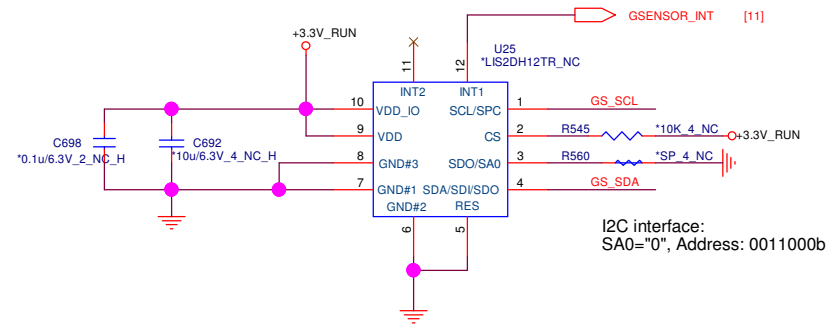 GSENSOR_INT [11]
+3.3V_RUN
U25
*LIS2DH12TR_NC
11
12
INT2 INT1
10 VDD_IO SCL/SPC 1 GS_SCL
9 VDD CS 2 R545 *10K_4_NC +3.3V_RUN
C698 C692
*0.1u/6.3V_2_NC_H *10u/6.3V_4_NC_H
8 GND#3 SDO/SA0 3 R560 *SP_4_NC
7 GND#1 SDA/SDI/SDO 4 GS_SDA
GND#2 RES
6 5
I2C interface:
SA0="0", Address: 0011000b